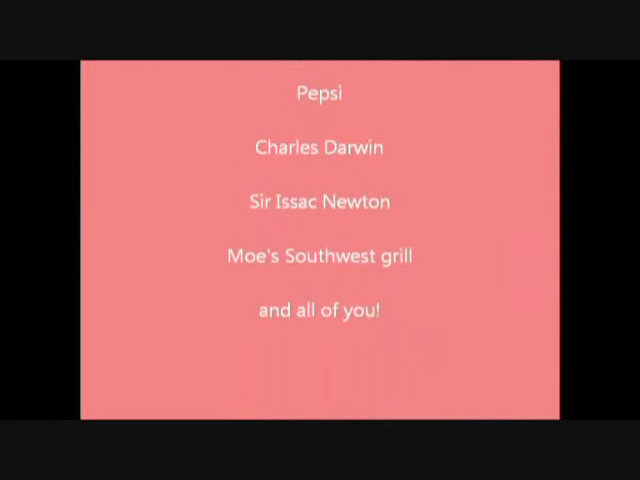 Pepsi
Charles Darwin
Sir Issac Newton
Moe's Southwest grill
and all of you!